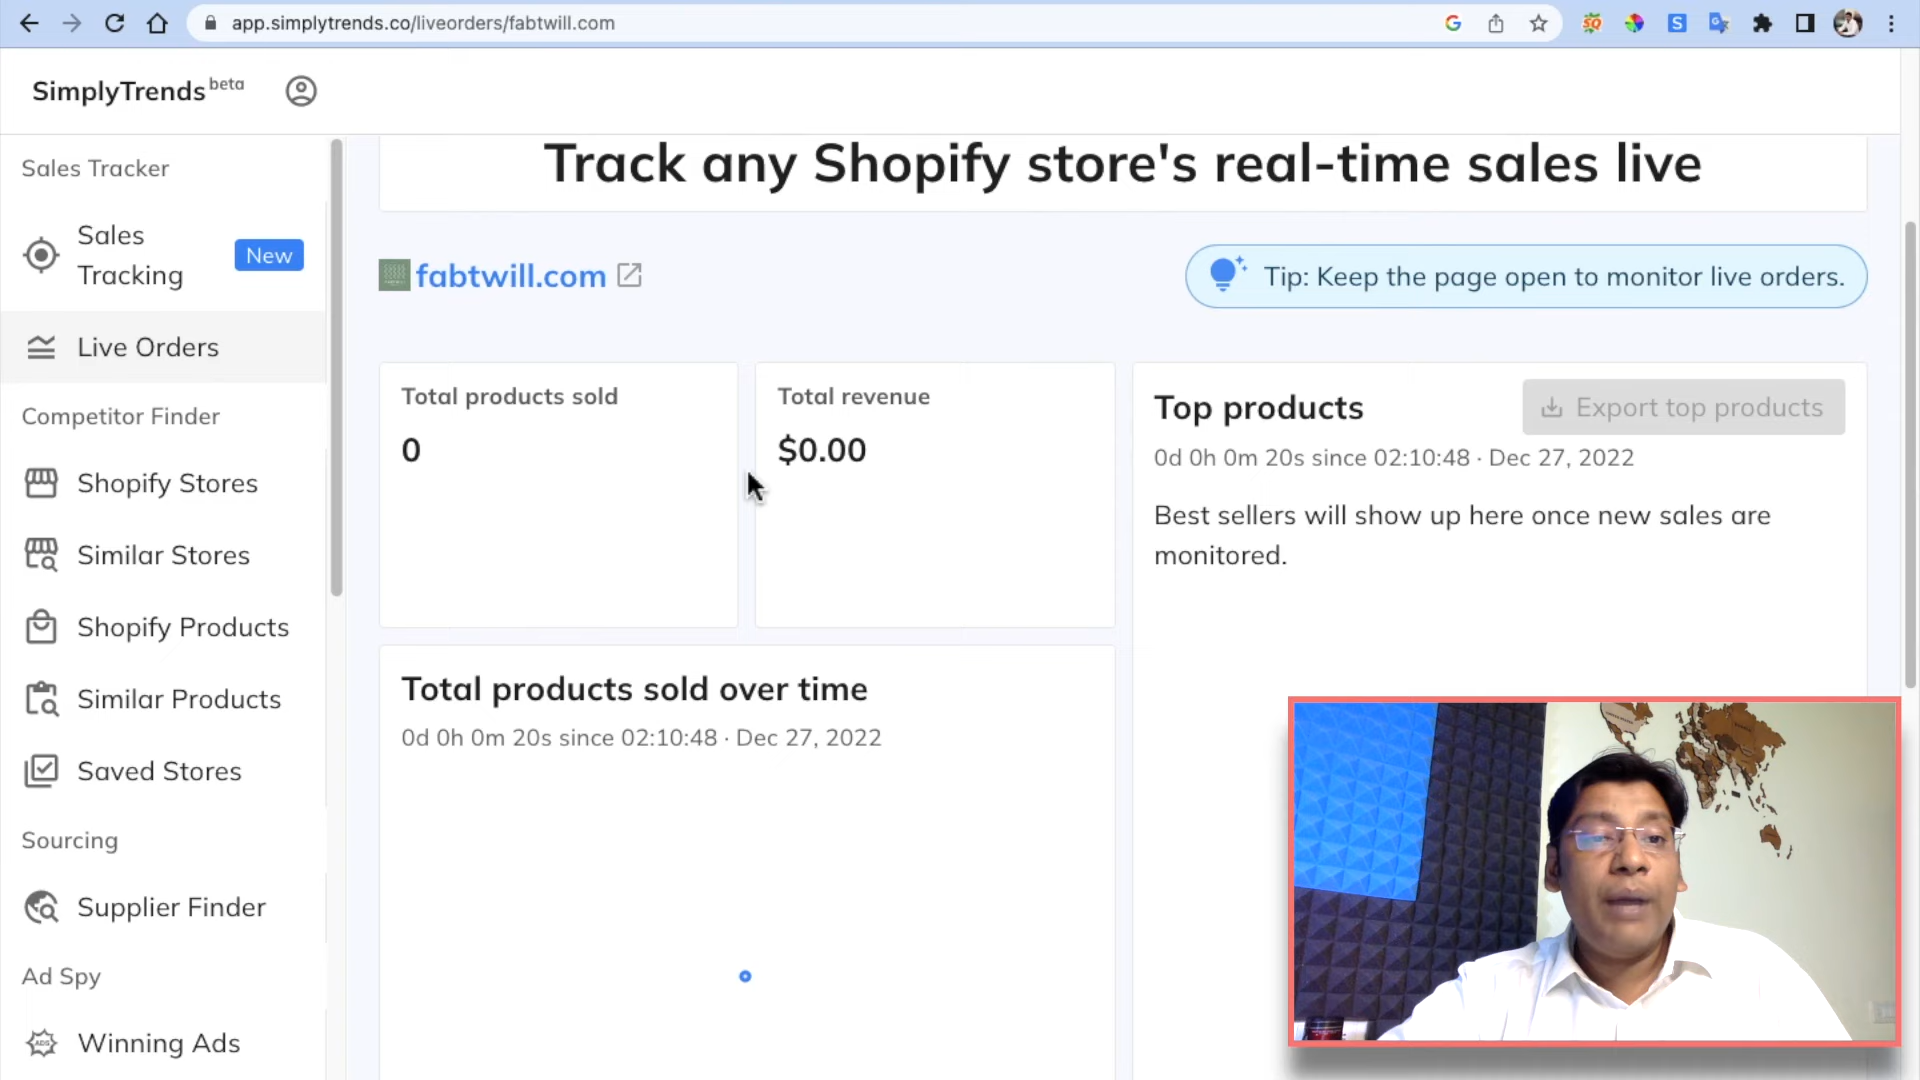 app.simplytrends.co/liveorders/fabtwill.com
SimplyTrends beta
Sales Tracker
Sales
Tracking
New
Live Orders
Competitor Finder
Shopify Stores
Similar Stores
Shopify Products
Similar Products
Saved Stores
Sourcing
Supplier Finder
Ad Spy
Winning Ads
Track any Shopify store's real-time sales live
fabtwill.com
Tip: Keep the page open to monitor live orders.
Total products sold
0
Total revenue
$0.00
Top products
Export top products
0d 0h 0m 20s since 02:10:48 · Dec 27, 2022
Best sellers will show up here once new sales are
monitored.
Total products sold over time
0d 0h 0m 20s since 02:10:48 · Dec 27, 2022